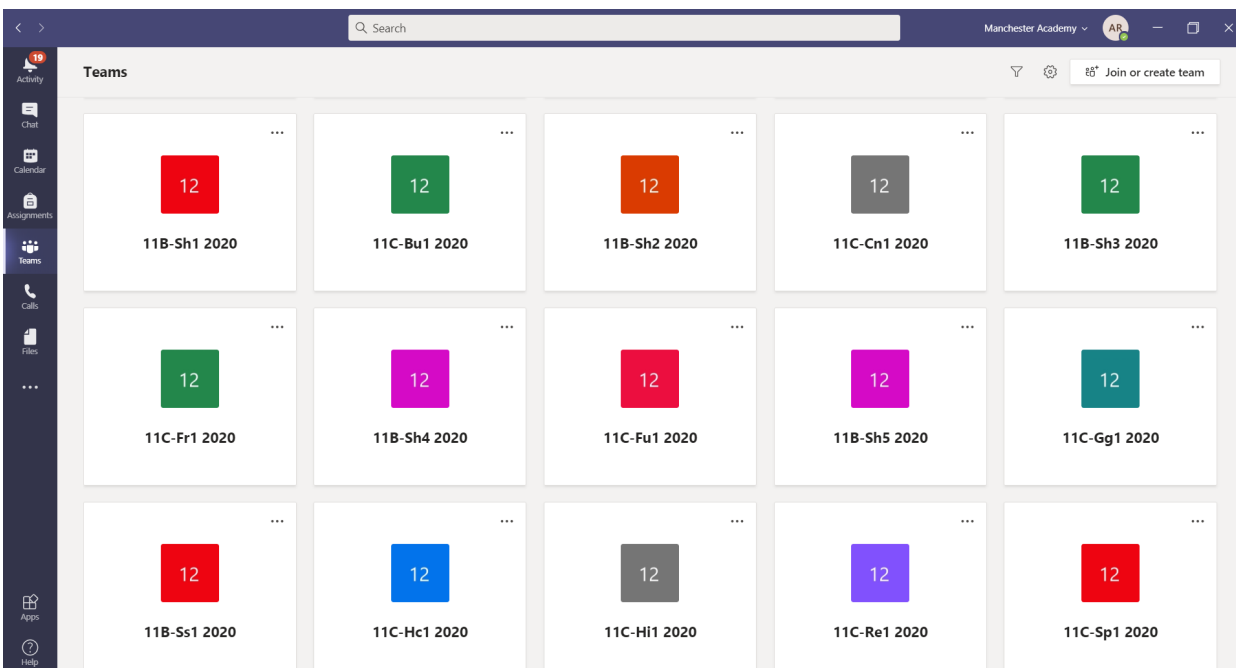 Search
Manchester Academy
AR
19
Activity
Chat
Calendar
Assignments
Teams
Calls
Files
Apps
Help
Teams
Join or create team
12 12 12 12 12
11B-Sh1 2020 11C-Bu1 2020 11B-Sh2 2020 11C-Cn1 2020 11B-Sh3 2020
12 12 12 12 12
11C-Fr1 2020 11B-Sh4 2020 11C-Fu1 2020 11B-Sh5 2020 11C-Gg1 2020
12 12 12 12 12
11B-Ss1 2020 11C-Hc1 2020 11C-Hi1 2020 11C-Re1 2020 11C-Sp1 2020